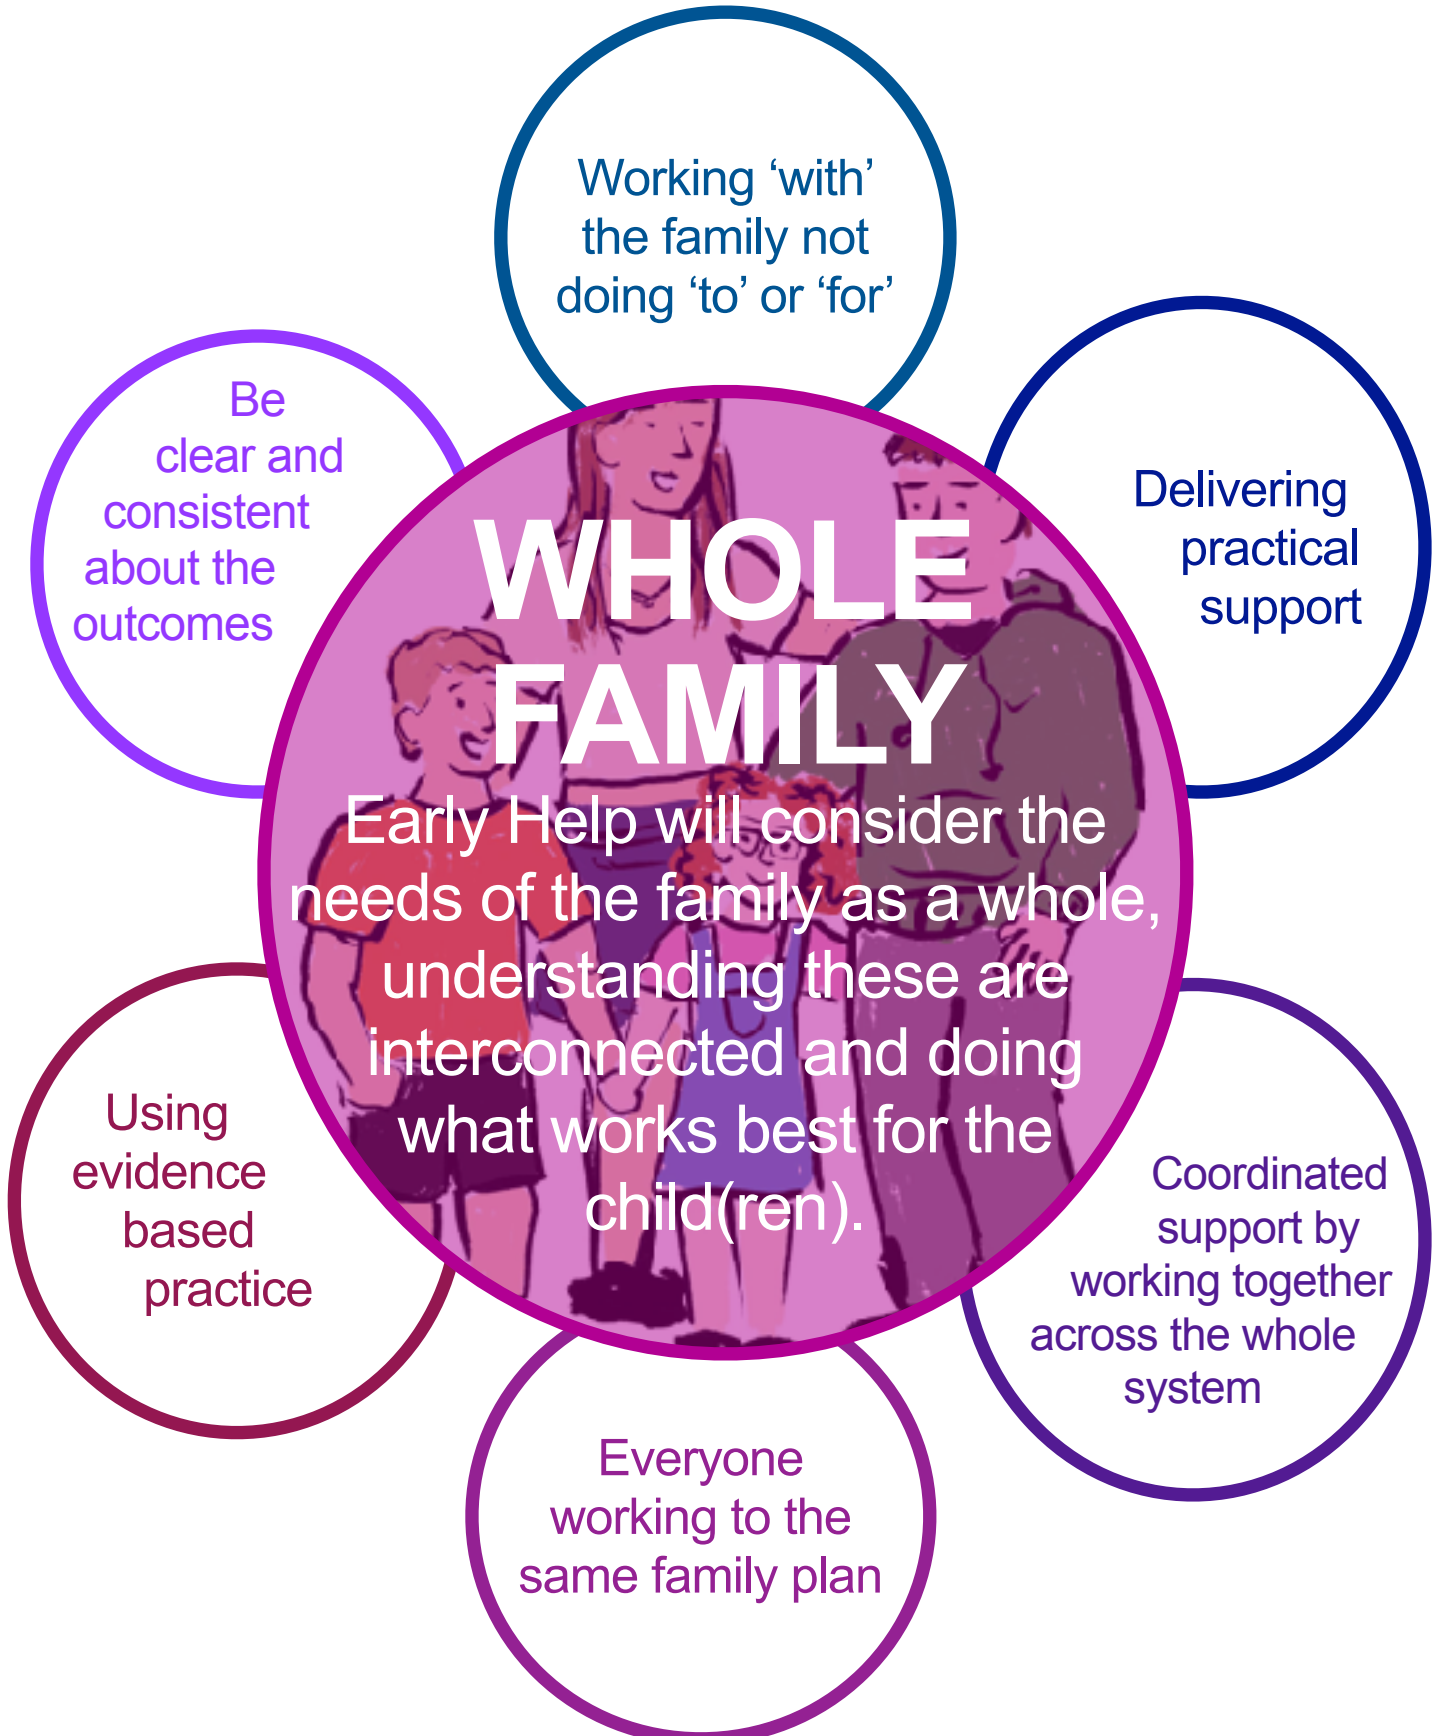 Working ‘with’
the family not
doing ‘to’ or ‘for’
Delivering
practical
support
Coordinated
support by
working together
across the whole
system
Everyone
working to the
same family plan
Using
evidence
based
practice
Be
clear and
consistent
about the
outcomes
WHOLE
FAMILY
Early Help will consider the
needs of the family as a whole,
understanding these are
interconnected and doing
what works best for the
child(ren).